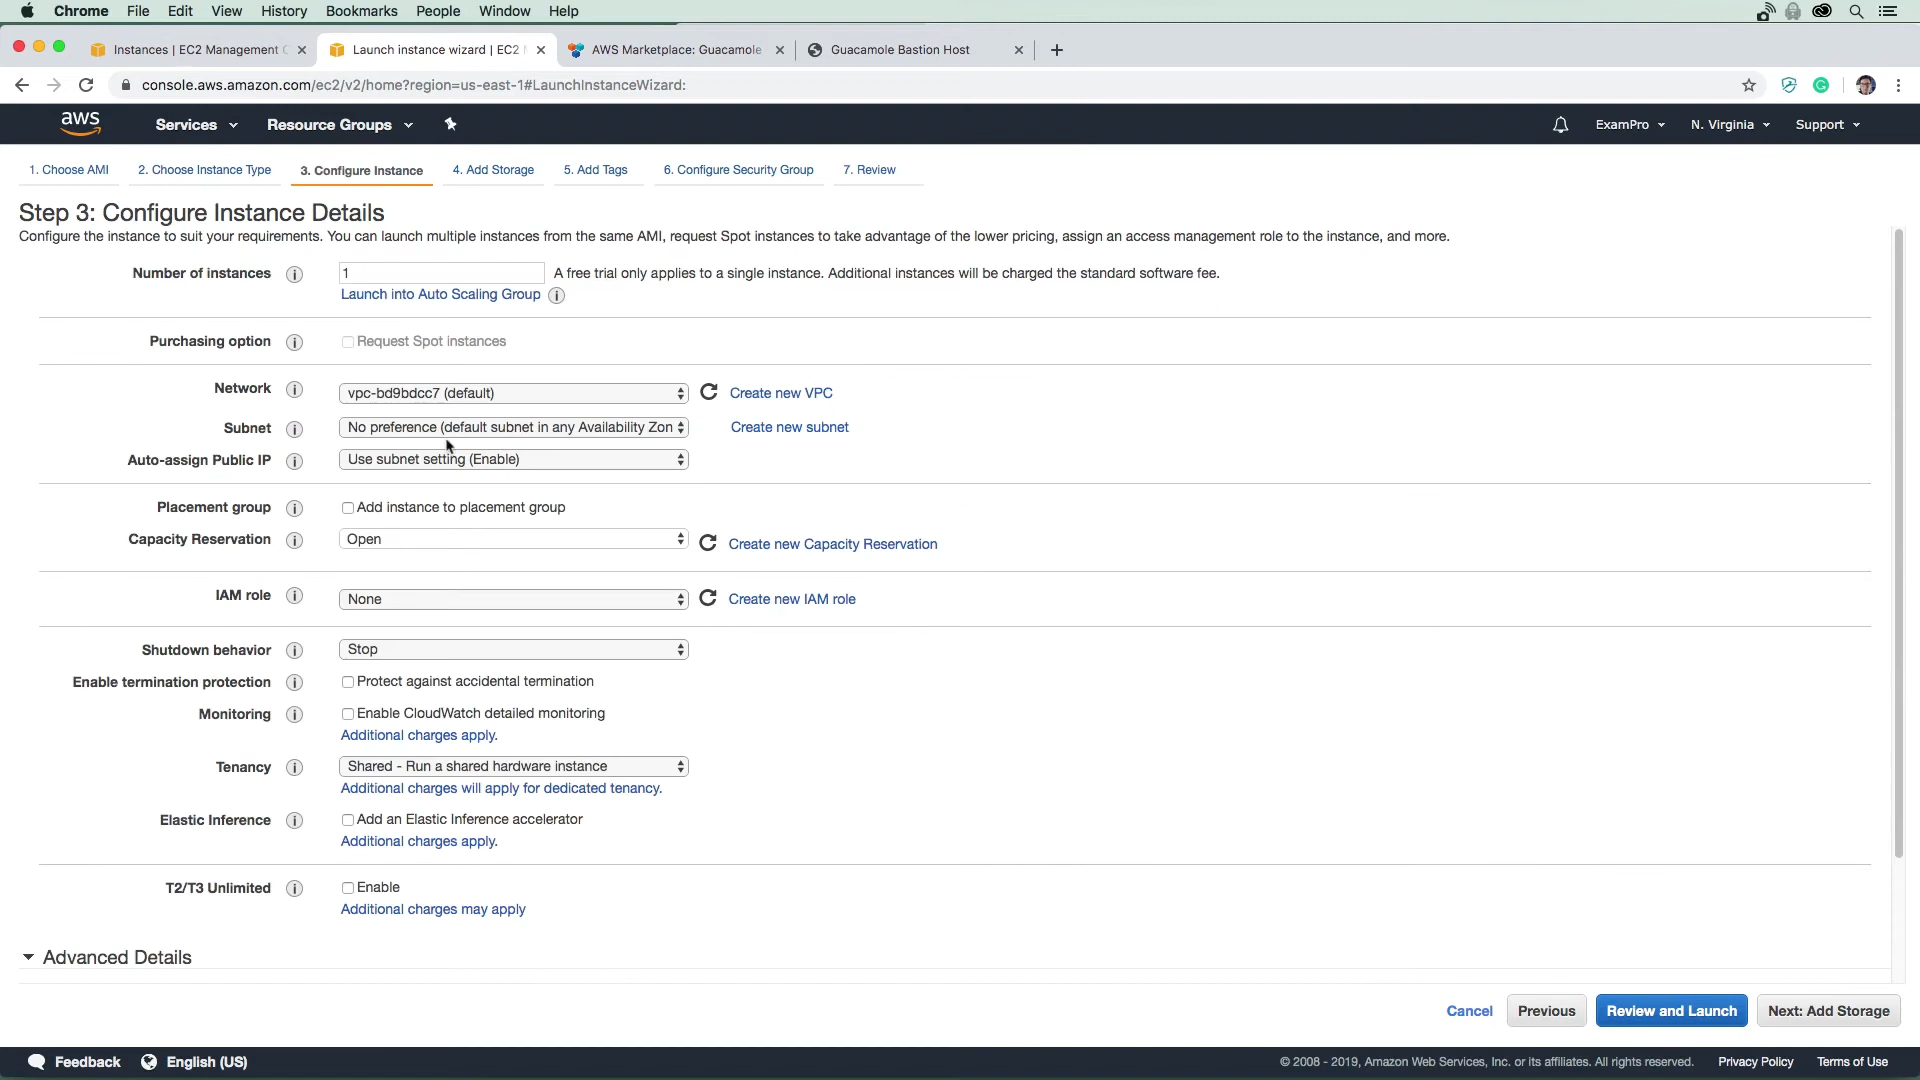 Chrome File Edit View History Bookmarks People Window Help
Instances | EC2 Management C
Launch instance wizard | EC2 M
AWS Marketplace: Guacamole
Guacamole Bastion Host
console.aws.amazon.com/ec2/v2/home?region=us-east-1#LaunchInstanceWizard:
aws Services Resource Groups ExamPro N. Virginia Support
1. Choose AMI 2. Choose Instance Type 3. Configure Instance 4. Add Storage 5. Add Tags 6. Configure Security Group 7. Review
Step 3: Configure Instance Details
Configure the instance to suit your requirements. You can launch multiple instances from the same AMI, request Spot instances to take advantage of the lower pricing, assign an access management role to the instance, and more.
Number of instances i 1 A free trial only applies to a single instance. Additional instances will be charged the standard software fee.
Launch into Auto Scaling Group i
Purchasing option i Request Spot instances
Network i vpc-bd9bdcc7 (default) Create new VPC
Subnet i No preference (default subnet in any Availability Zon Create new subnet
Auto-assign Public IP i Use subnet setting (Enable)
Placement group i Add instance to placement group
Capacity Reservation i Open Create new Capacity Reservation
IAM role i None Create new IAM role
Shutdown behavior i Stop
Enable termination protection i Protect against accidental termination
Monitoring i Enable CloudWatch detailed monitoring
Additional charges apply.
Tenancy i Shared - Run a shared hardware instance
Additional charges will apply for dedicated tenancy.
Elastic Inference i Add an Elastic Inference accelerator
Additional charges apply.
T2/T3 Unlimited i Enable
Additional charges may apply
Advanced Details
Cancel Previous Review and Launch Next: Add Storage
Feedback English (US) © 2008 - 2019, Amazon Web Services, Inc. or its affiliates. All rights reserved. Privacy Policy Terms of Use